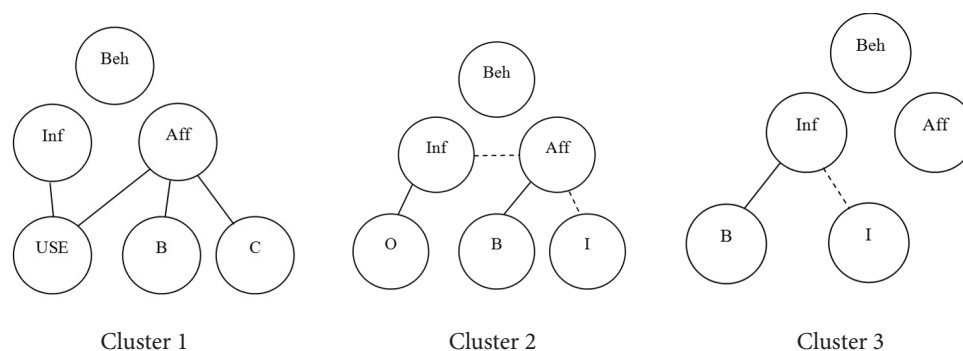 Beh
Inf
Aff
USE
B
C
Cluster 1
Beh
Inf
Aff
O
B
I
Cluster 2
Beh
Inf
Aff
B
I
Cluster 3